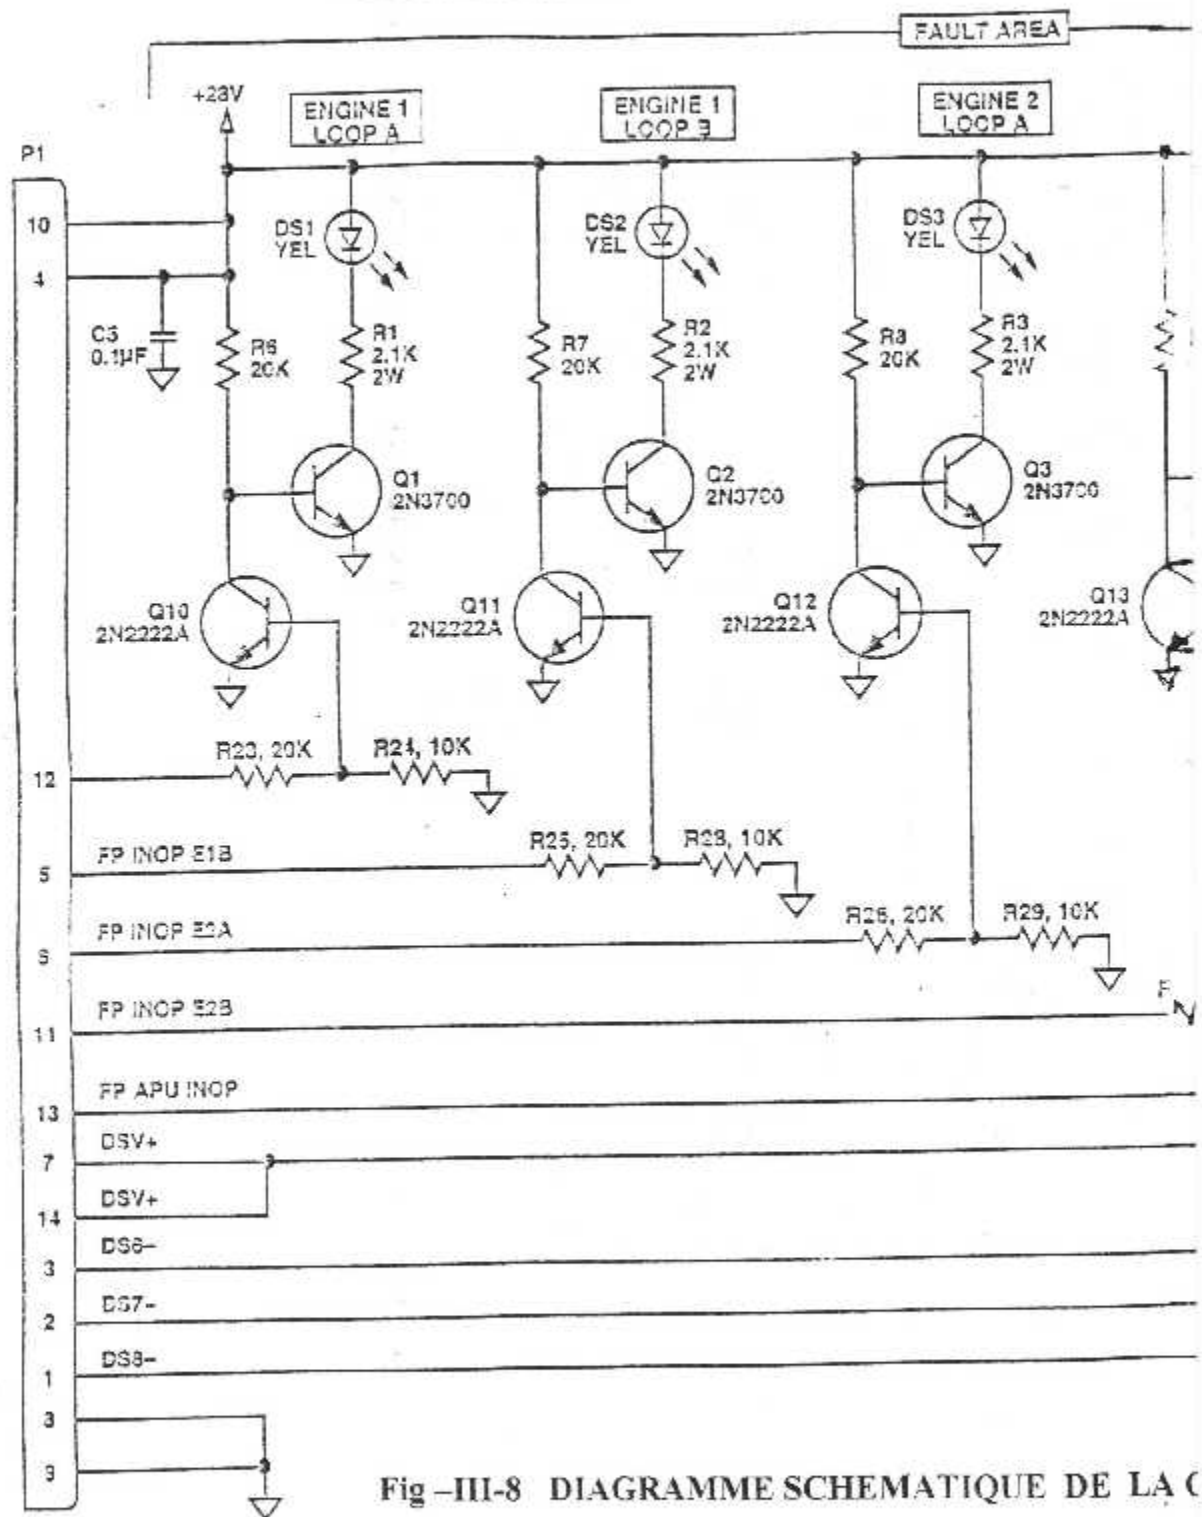 FAULT AREA
+28V
ENGINE 1
LOOP A
ENGINE 1
LOOP B
ENGINE 2
LOOP A
P1
10
DS1
YEL
DS2
YEL
DS3
YEL
4
C5
0.1µF
R6
20K
R1
2.1K
2W
R7
20K
R2
2.1K
2W
R8
20K
R3
2.1K
2W
Q1
2N3700
Q2
2N3700
Q3
2N3700
Q10
2N2222A
Q11
2N2222A
Q12
2N2222A
Q13
2N2222A
R23, 20K
R24, 10K
12
R25, 20K
R28, 10K
FP INOP E1B
5
R26, 20K
R29, 10K
FP INOP E2A
6
FP INOP E2B
11
FP APU INOP
13
DSV+
7
DSV+
14
DS6-
3
DS7-
2
DS8-
1
8
9
Fig –III-8 DIAGRAMME SCHEMATIQUE DE LA